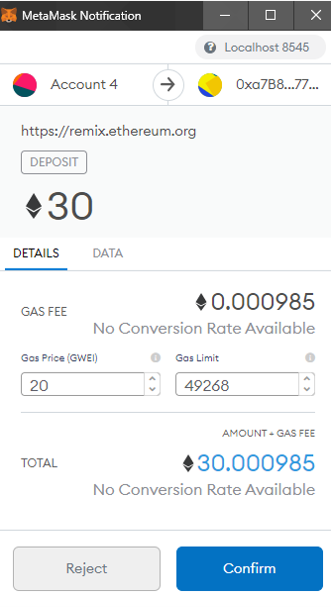 MetaMask Notification
Localhost 8545
Account 4
0xa7B8...77...
https://remix.ethereum.org
DEPOSIT
30
DETAILS DATA
GAS FEE
0.000985
No Conversion Rate Available
Gas Price (GWEI) Gas Limit
20 49268
AMOUNT + GAS FEE
TOTAL
30.000985
No Conversion Rate Available
Reject Confirm